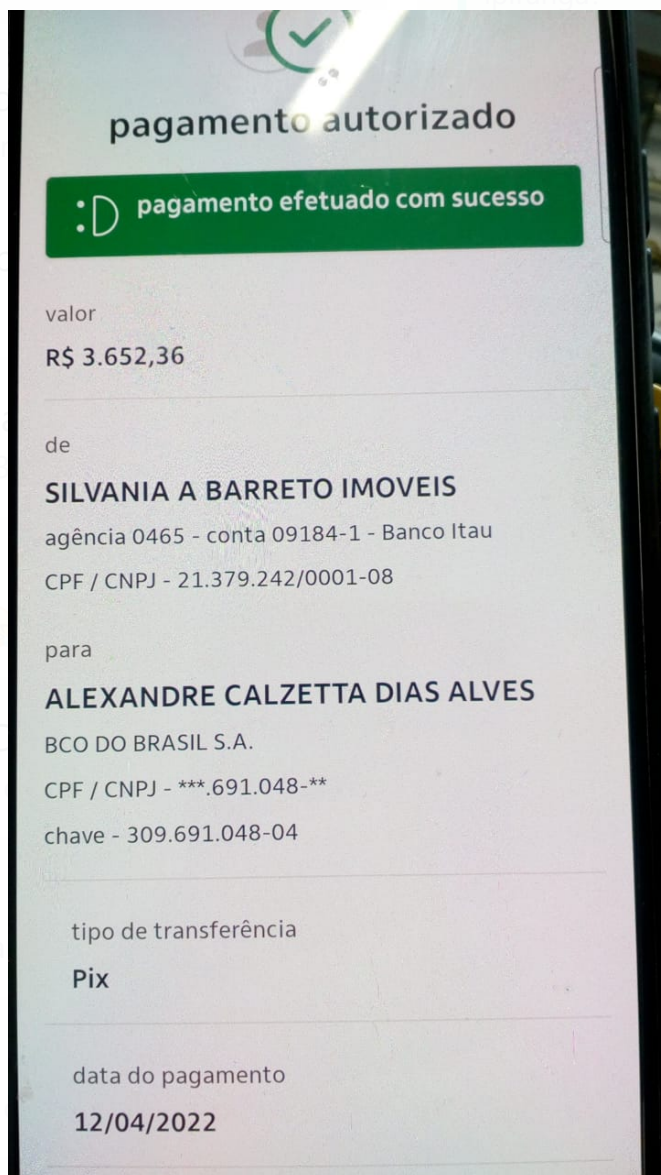 pagamento autorizado
:D pagamento efetuado com sucesso
valor
R$ 3.652,36
de
SILVANIA A BARRETO IMOVEIS
agência 0465 - conta 09184-1 - Banco Itau
CPF / CNPJ - 21.379.242/0001-08
para
ALEXANDRE CALZETTA DIAS ALVES
BCO DO BRASIL S.A.
CPF / CNPJ - ***.691.048-**
chave - 309.691.048-04
tipo de transferência
Pix
data do pagamento
12/04/2022